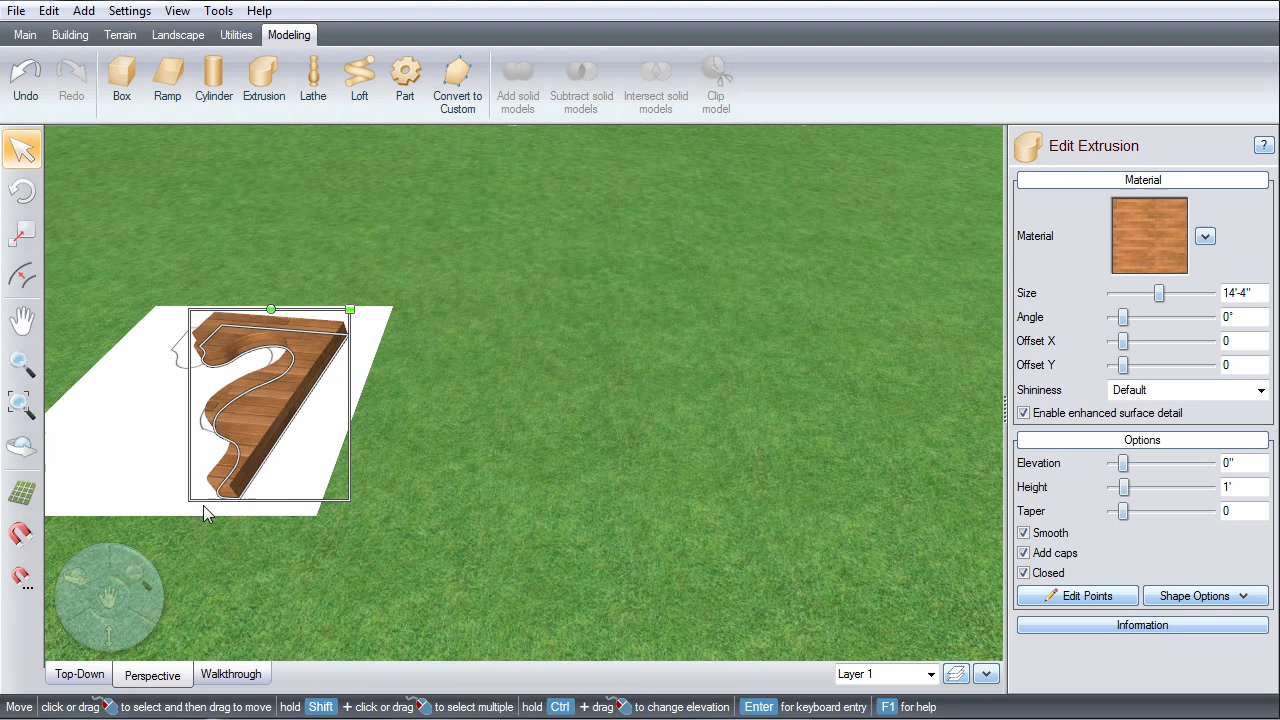 File Edit Add Settings View Tools Help
Main Building Terrain Landscape Utilities Modeling
Undo Redo Box Ramp Cylinder Extrusion Lathe Loft Part Convert to Custom Add solid models Subtract solid models Intersect solid models Clip model
Edit Extrusion ?
Material
Material
Size 14'-4"
Angle 0°
Offset X 0
Offset Y 0
Shininess Default
Enable enhanced surface detail
Options
Elevation 0"
Height 1'
Taper 0
Smooth
Add caps
Closed
Edit Points Shape Options
Information
Top-Down Perspective Walkthrough Layer 1
Move click or drag to select and then drag to move hold Shift + click or drag to select multiple hold Ctrl + drag to change elevation Enter for keyboard entry F1 for help